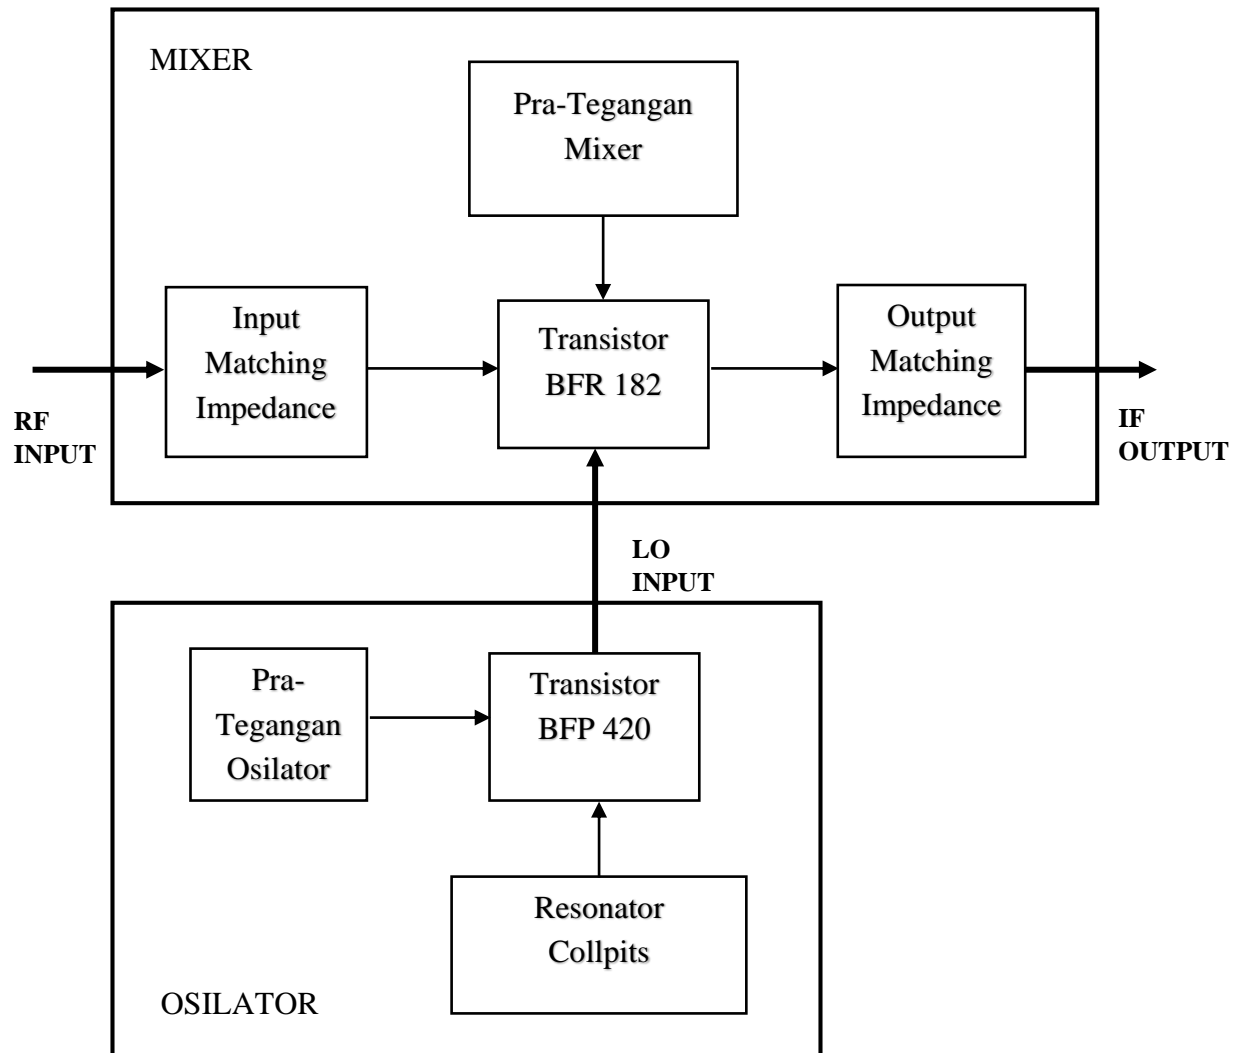 MIXER
Pra-Tegangan
Mixer
Input
Matching
Impedance
Transistor
BFR 182
Output
Matching
Impedance
RF
INPUT
IF
OUTPUT
LO
INPUT
Pra-
Tegangan
Osilator
Transistor
BFP 420
Resonator
Collpits
OSILATOR